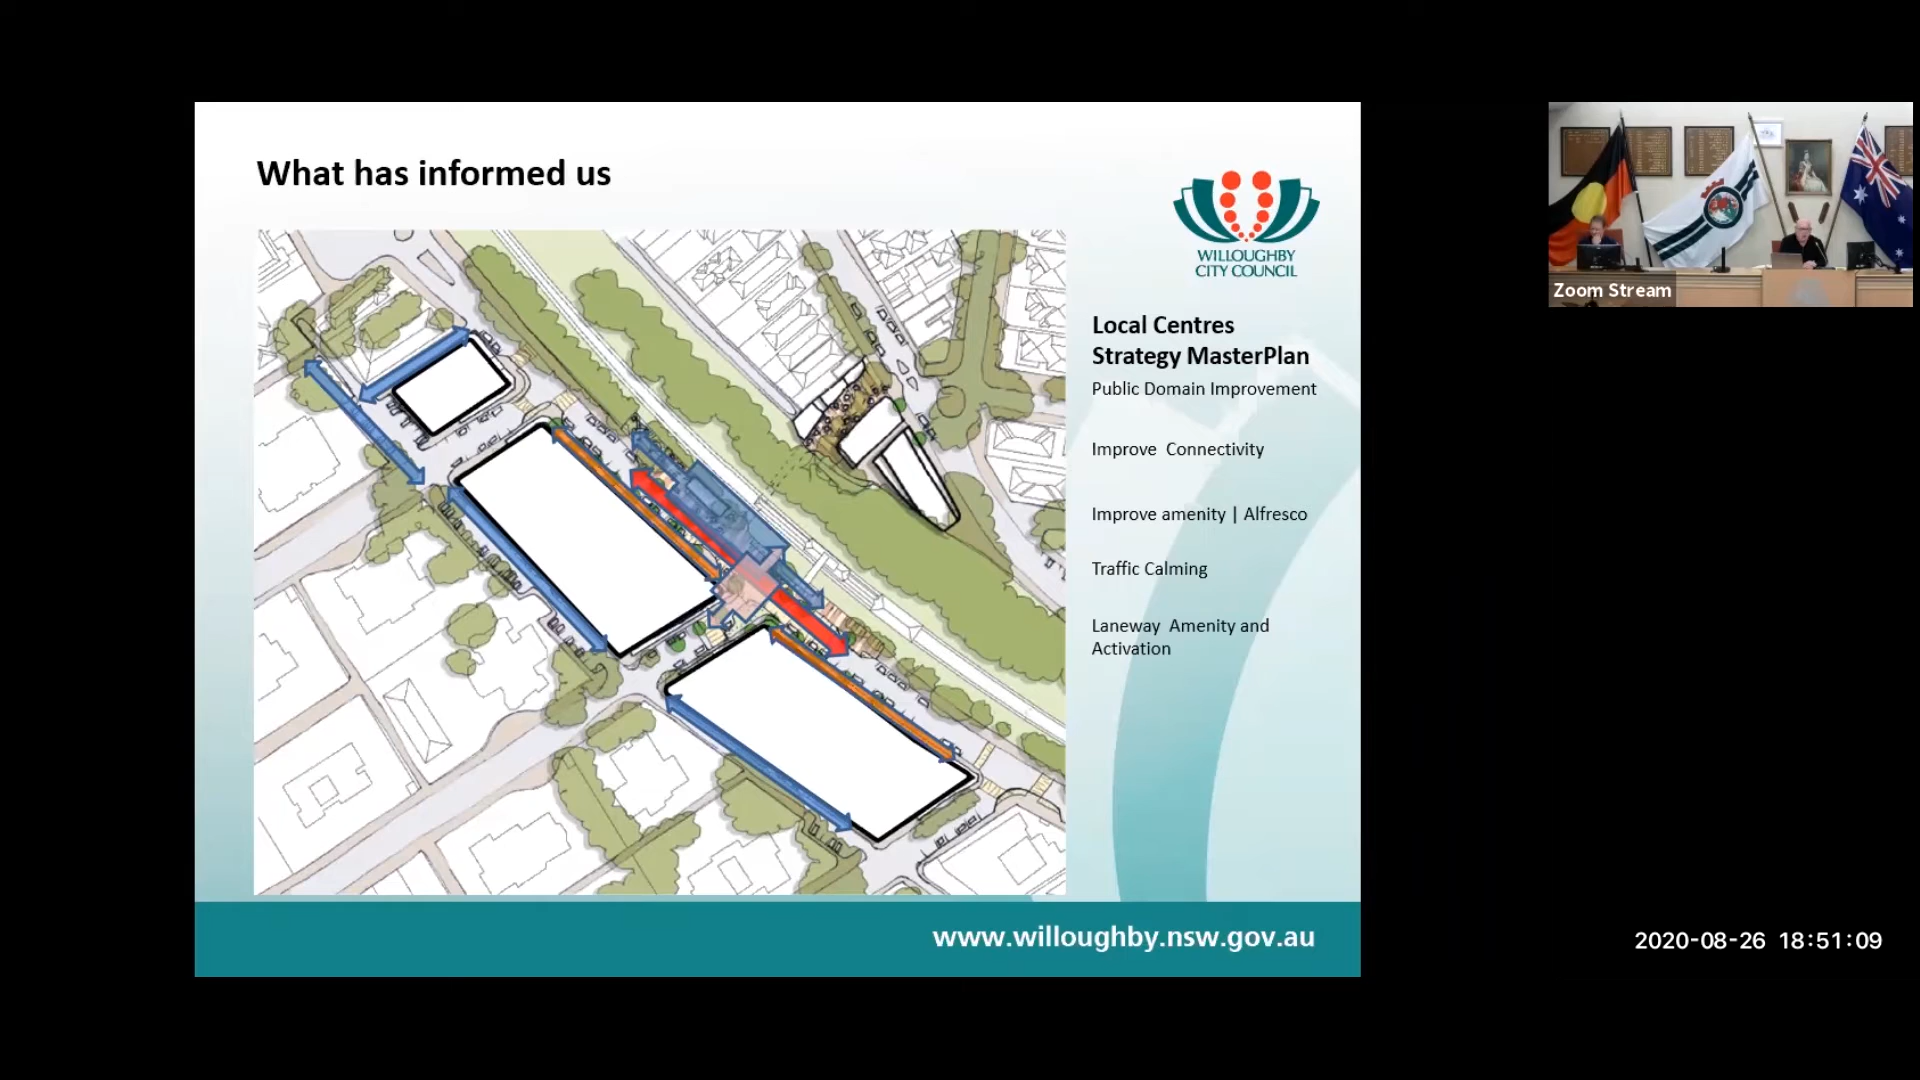 What has informed us
WILLOUGHBY
CITY COUNCIL
Local Centres
Strategy MasterPlan
Public Domain Improvement
Improve Connectivity
Improve amenity | Alfresco
Traffic Calming
Laneway Amenity and
Activation
www.willoughby.nsw.gov.au
Zoom Stream
2020-08-26 18:51:09